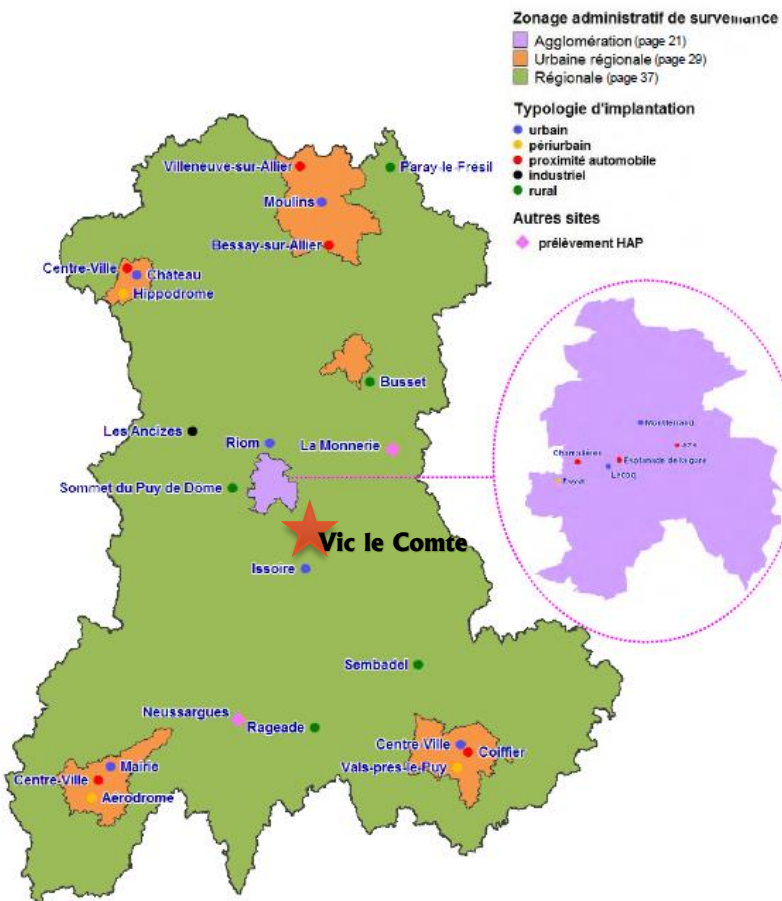 Zonage administratif de surveillance
Agglomération (page 21)
Urbaine régionale (page 29)
Régionale (page 37)
Typologie d'implantation
urbain
périurbain
proximité automobile
industriel
rural
Autres sites
prélèvement HAP
Villeneuve-sur-Allier
Paray-le-Frésil
Moulins
Bessay-sur-Allier
Centre-Ville
Château
Hippodrome
Busset
Les Ancizes
Riom
La Monnerie
Sommet du Puy de Dôme
Vic le Comte
Issoire
Montferrand
Champlières
Esplanade de la gare
Lecoq
Sembadel
Neussargues
Rageade
Centre Ville
Coiffier
Vals-près-le-Puy
Mairie
Centre-Ville
Aérodrome